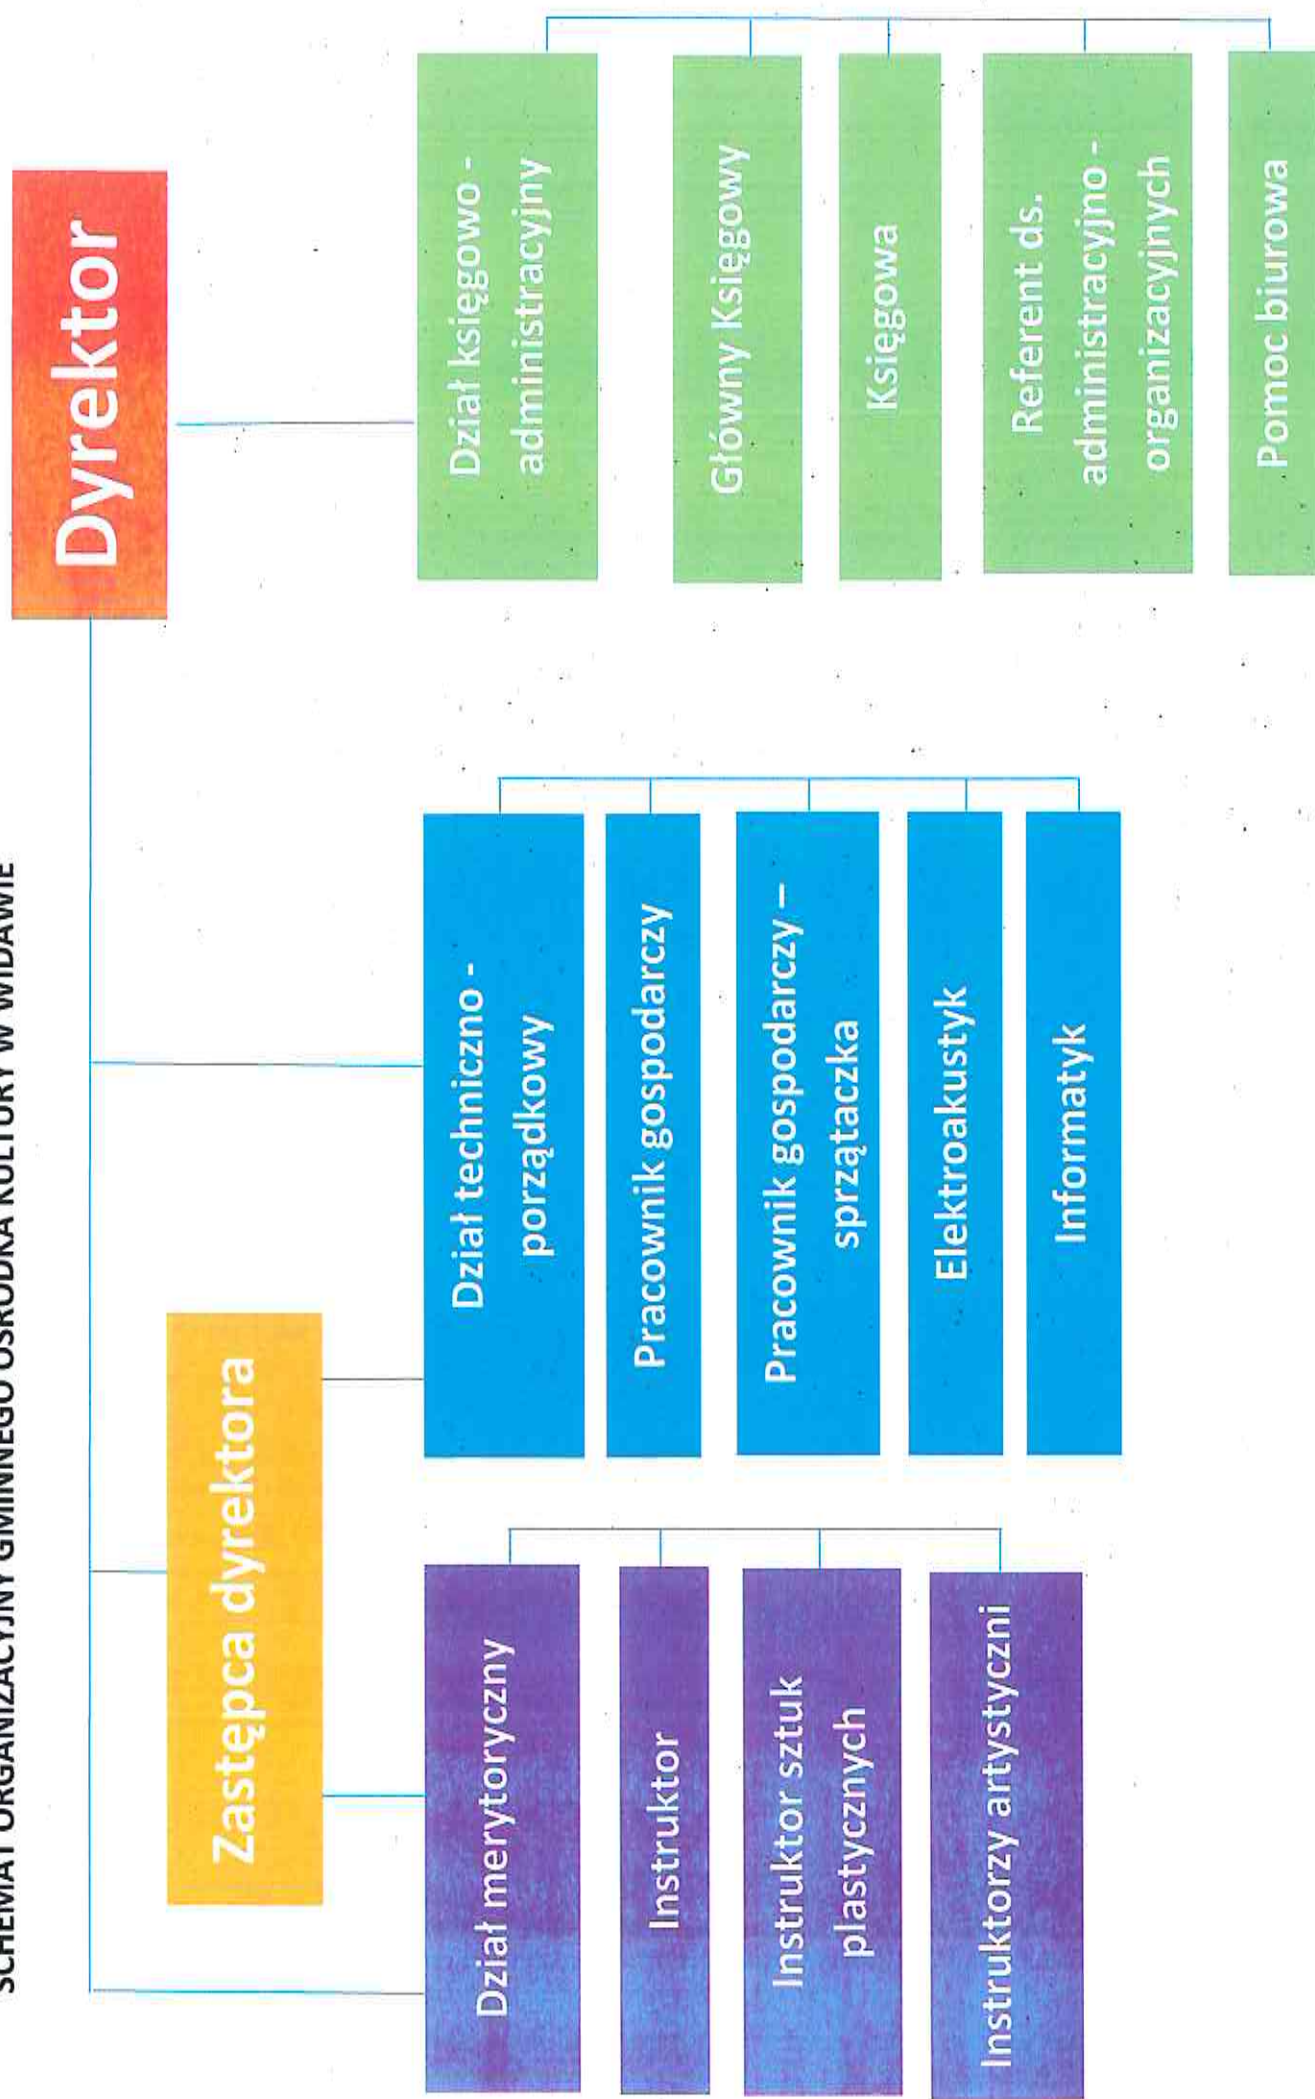 SCHEMAT ORGANIZACYJNY GMINNEGO OŚRODKA KULTURY W WIDAWIE
Dyrektor
Zastępca dyrektora
Dział merytoryczny
Instruktor
Instruktor sztuk
plastycznych
Instruktorzy artystyczni
Dział techniczno -
porządkowy
Pracownik gospodarczy
Pracownik gospodarczy –
sprzątaczka
Elektroakustyk
Informatyk
Dział księgowo -
administracyjny
Główny Księgowy
Księgowa
Referent ds.
administracyjno -
organizacyjnych
Pomoc biurowa